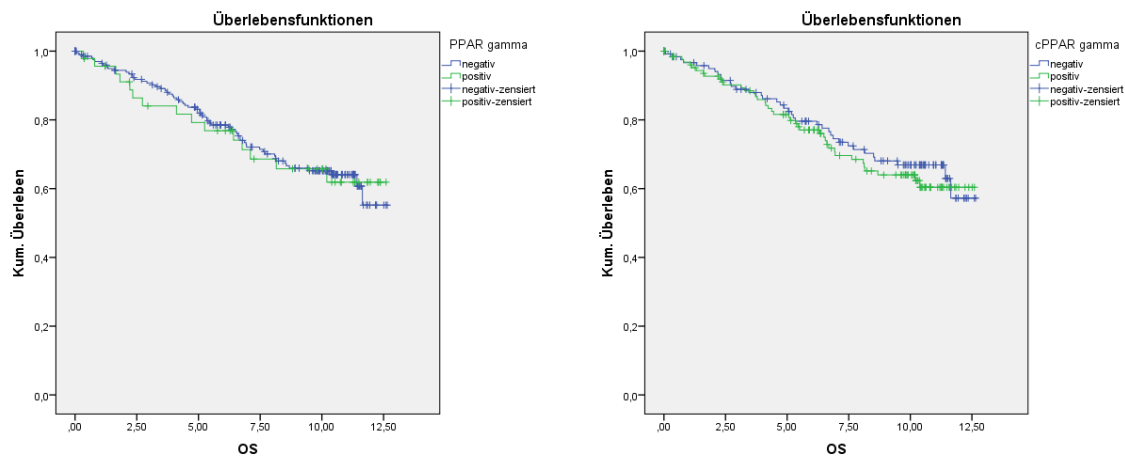 Überlebensfunktionen
PPAR gamma
negativ
positiv
negativ-zensiert
positiv-zensiert
Kum. Überleben
1,0
0,8
0,6
0,4
0,2
0,0
,00
2,50
5,00
7,50
10,00
12,50
OS
Überlebensfunktionen
cPPAR gamma
negativ
positiv
negativ-zensiert
positiv-zensiert
Kum. Überleben
1,0
0,8
0,6
0,4
0,2
0,0
,00
2,50
5,00
7,50
10,00
12,50
OS